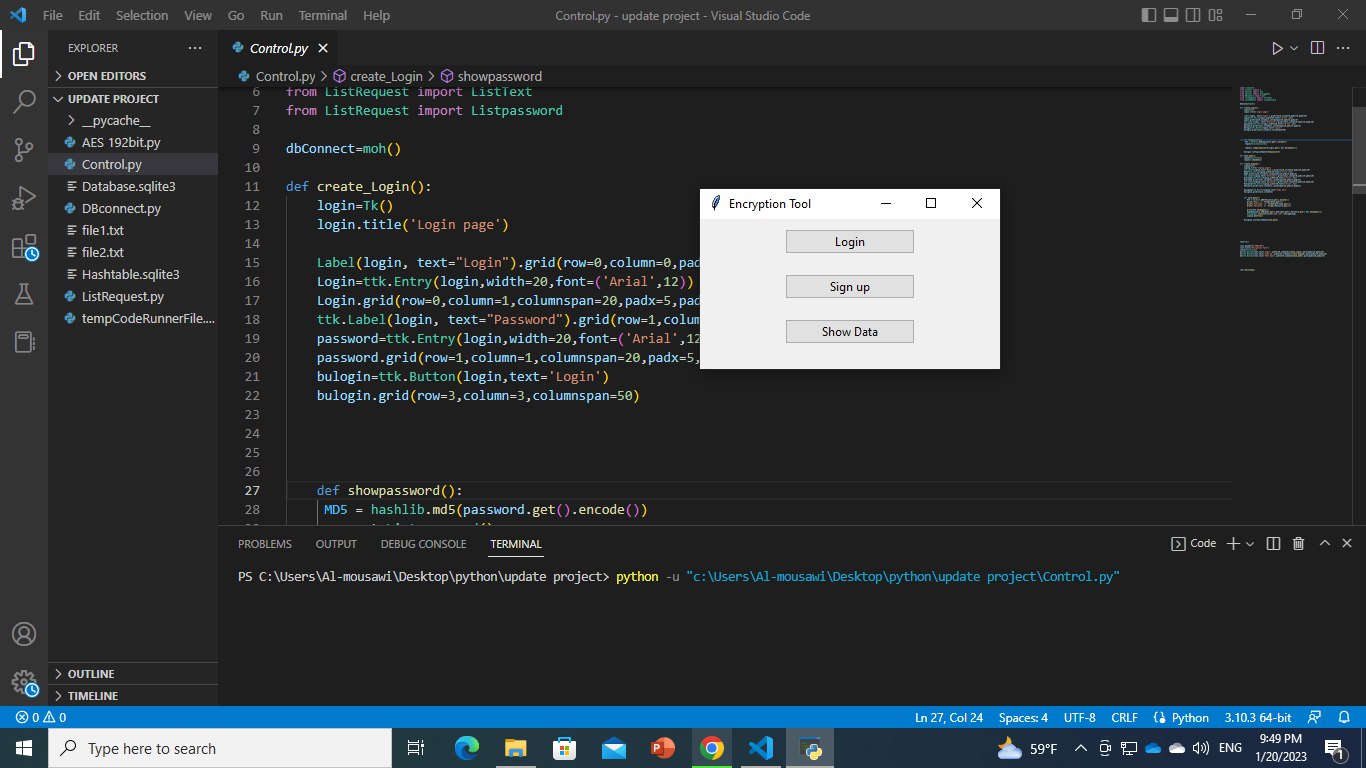 File Edit Selection View Go Run Terminal Help Control.py - update project - Visual Studio Code
EXPLORER
OPEN EDITORS
UPDATE PROJECT
__pycache__
AES 192bit.py
Control.py
Database.sqlite3
DBconnect.py
file1.txt
file2.txt
Hashtable.sqlite3
ListRequest.py
tempCodeRunnerFile....
OUTLINE
TIMELINE
Control.py
Control.py > create_Login > showpassword
6 from ListRequest import ListText
7 from ListRequest import Listpassword
8
9 dbConnect=moh()
10
11 def create_Login():
12 login=Tk()
13 login.title('Login page')
14
15 Label(login, text="Login").grid(row=0,column=0,pad
16 Login=ttk.Entry(login,width=20,font=('Arial',12))
17 Login.grid(row=0,column=1,columnspan=20,padx=5,pad
18 ttk.Label(login, text="Password").grid(row=1,colum
19 password=ttk.Entry(login,width=20,font=('Arial',12
20 password.grid(row=1,column=1,columnspan=20,padx=5,
21 bulogin=ttk.Button(login,text='Login')
22 bulogin.grid(row=3,column=3,columnspan=50)
23
24
25
26
27 def showpassword():
28 MD5 = hashlib.md5(password.get().encode())
Encryption Tool
Login
Sign up
Show Data
PROBLEMS OUTPUT DEBUG CONSOLE TERMINAL Code
PS C:\Users\Al-mousawi\Desktop\python\update project> python -u "c:\Users\Al-mousawi\Desktop\python\update project\Control.py"
0 0 Ln 27, Col 24 Spaces: 4 UTF-8 CRLF Python 3.10.3 64-bit
Type here to search 59°F ENG
9:49 PM
1/20/2023
1